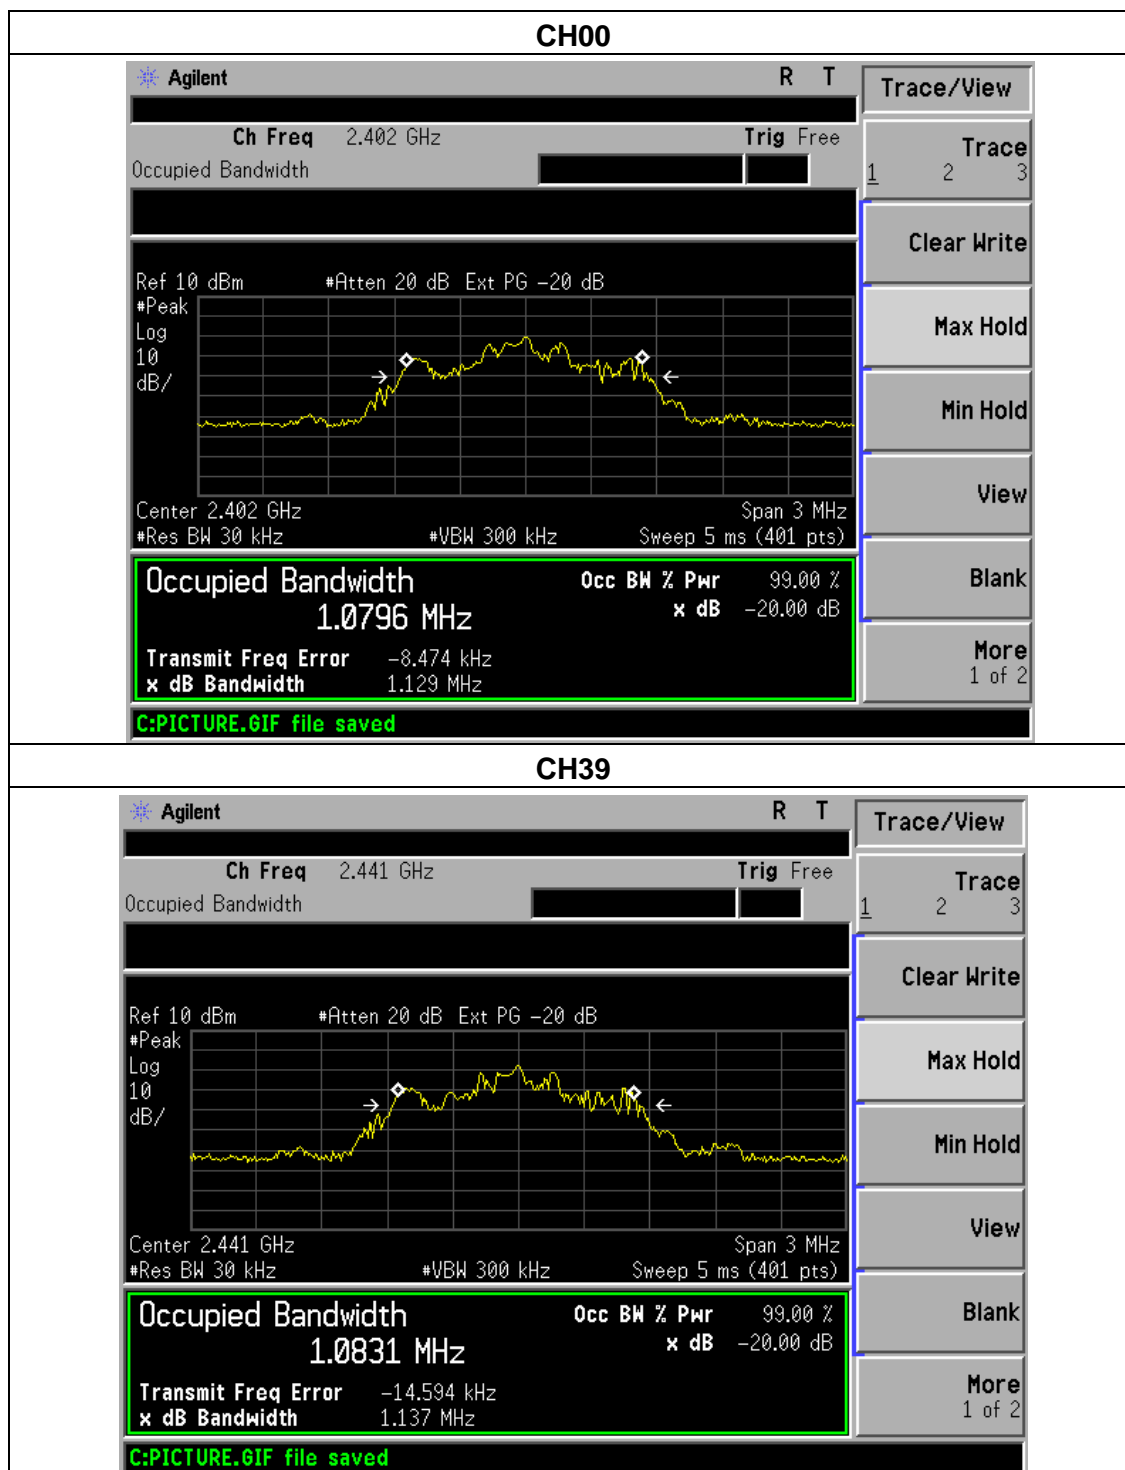 CH00
Agilent R T Trace/View
Ch Freq 2.402 GHz Trig Free
Occupied Bandwidth
Trace
1 2 3
Clear Write
Max Hold
Min Hold
View
Blank
More
1 of 2
Ref 10 dBm #Atten 20 dB Ext PG -20 dB
#Peak
Log
10
dB/
Center 2.402 GHz Span 3 MHz
#Res BW 30 kHz #VBW 300 kHz Sweep 5 ms (401 pts)
Occupied Bandwidth Occ BW % Pwr 99.00 %
1.0796 MHz x dB -20.00 dB
Transmit Freq Error -8.474 kHz
x dB Bandwidth 1.129 MHz
C:PICTURE.GIF file saved
CH39
Agilent R T Trace/View
Ch Freq 2.441 GHz Trig Free
Occupied Bandwidth
Trace
1 2 3
Clear Write
Max Hold
Min Hold
View
Blank
More
1 of 2
Ref 10 dBm #Atten 20 dB Ext PG -20 dB
#Peak
Log
10
dB/
Center 2.441 GHz Span 3 MHz
#Res BW 30 kHz #VBW 300 kHz Sweep 5 ms (401 pts)
Occupied Bandwidth Occ BW % Pwr 99.00 %
1.0831 MHz x dB -20.00 dB
Transmit Freq Error -14.594 kHz
x dB Bandwidth 1.137 MHz
C:PICTURE.GIF file saved